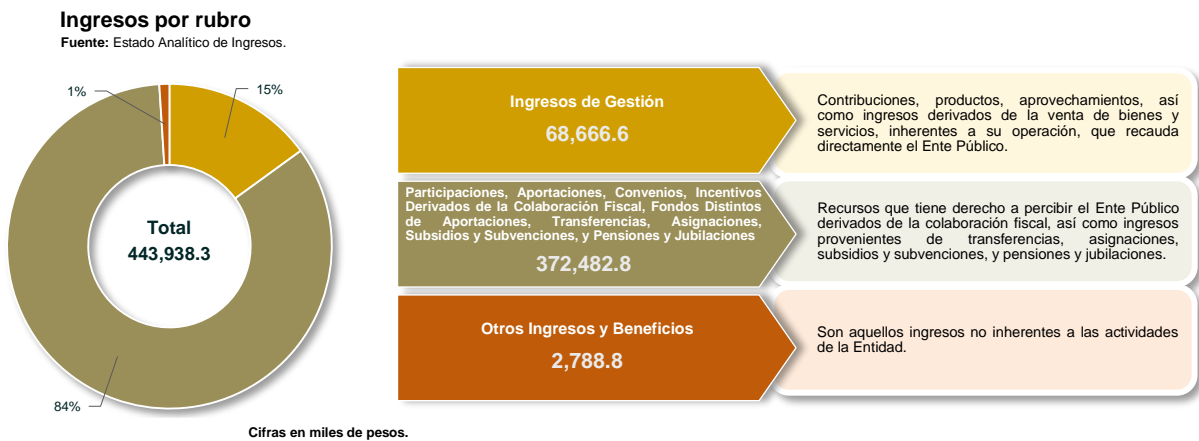 Ingresos por rubro
Fuente: Estado Analítico de Ingresos.
1%
15%
Total
443,938.3
84%
Ingresos de Gestión
68,666.6
Contribuciones, productos, aprovechamientos, así
como ingresos derivados de la venta de bienes y
servicios, inherentes a su operación, que recauda
directamente el Ente Público.
Participaciones, Aportaciones, Convenios, Incentivos
Derivados de la Colaboración Fiscal, Fondos Distintos
de Aportaciones, Transferencias, Asignaciones,
Subsidios y Subvenciones, y Pensiones y Jubilaciones
372,482.8
Recursos que tiene derecho a percibir el Ente Público
derivados de la colaboración fiscal, así como ingresos
provenientes de transferencias, asignaciones,
subsidios y subvenciones, y pensiones y jubilaciones.
Otros Ingresos y Beneficios
2,788.8
Son aquellos ingresos no inherentes a las actividades
de la Entidad.
Cifras en miles de pesos.